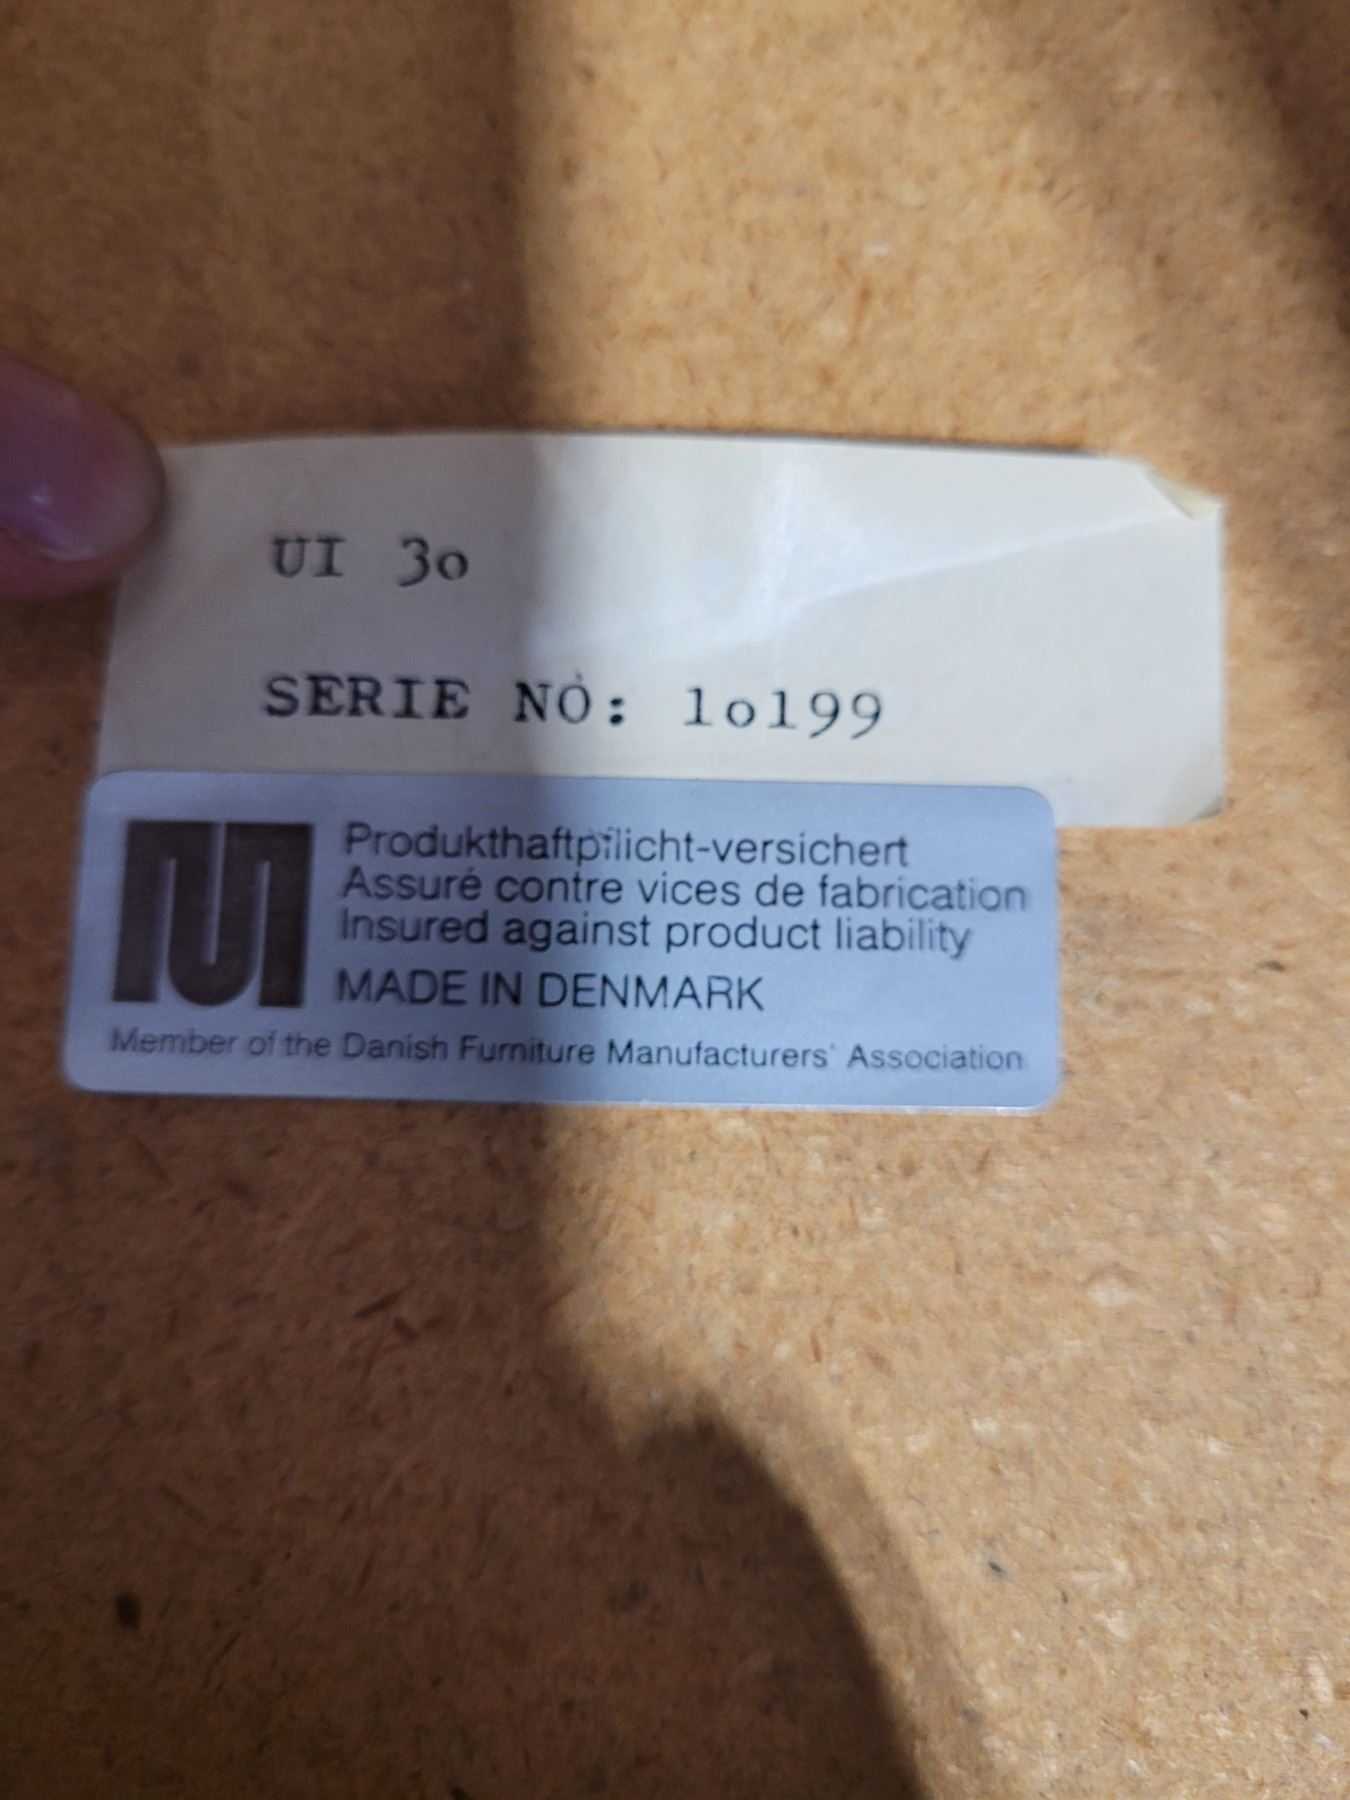 UI 3o
SERIE NO: lol99
Produkthaftpflicht-versichert
Assuré contre vices de fabrication
Insured against product liability
MADE IN DENMARK
Member of the Danish Furniture Manufacturers' Association